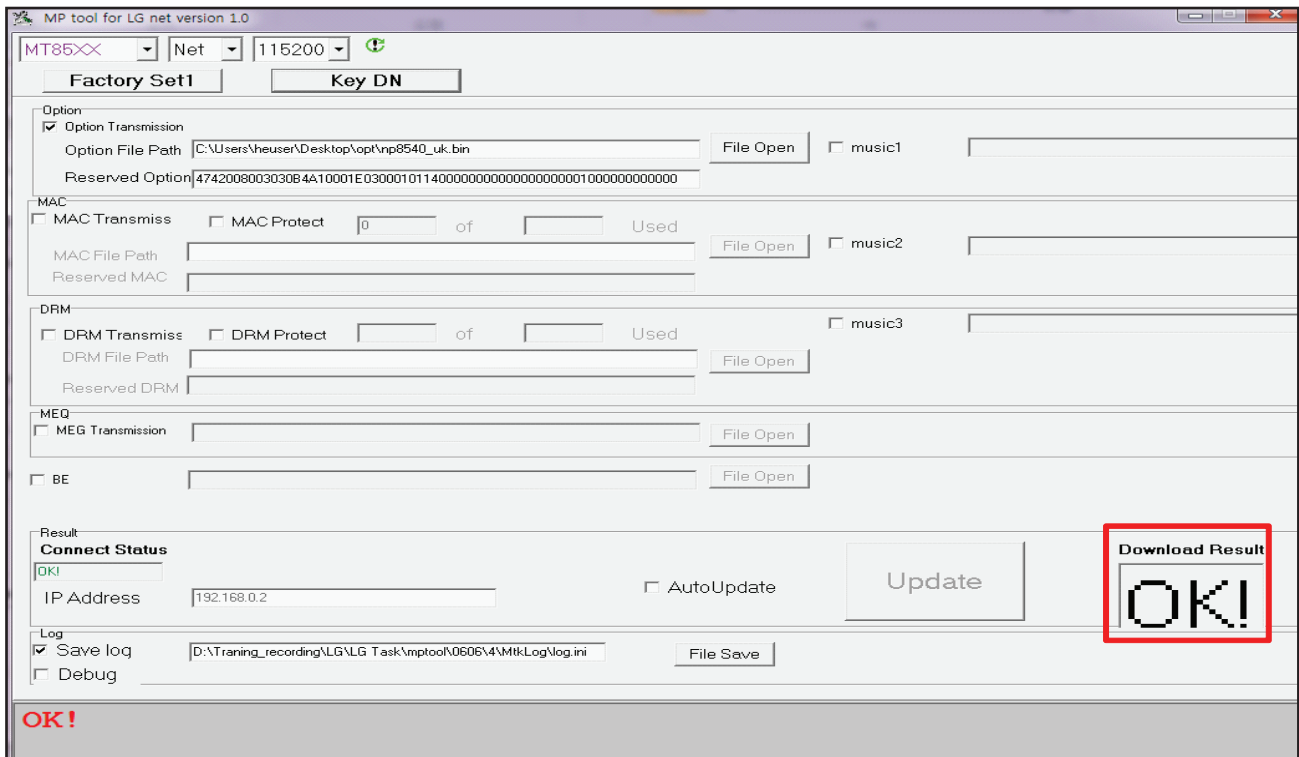 MP tool for LG net version 1.0
MT85XX Net 115200
Factory Set1 Key DN
Option
Option Transmission
Option File Path C:\Users\heuser\Desktop\opt\np8540_uk.bin File Open music1
Reserved Option 4742008003030B4A10001E03000101140000000000000000001000000000000
MAC
MAC Transmiss MAC Protect 0 of Used
MAC File Path File Open music2
Reserved MAC
DRM
DRM Transmiss DRM Protect of Used music3
DRM File Path File Open
Reserved DRM
MEQ
MEG Transmission File Open
BE File Open
Result
Connect Status Download Result
OK!
IP Address 192.168.0.2 AutoUpdate Update OK!
Log
Save log D:\Traning_recording\LG\LG Task\mptool\0606\4\MtkLog\log.ini File Save
Debug
OK!